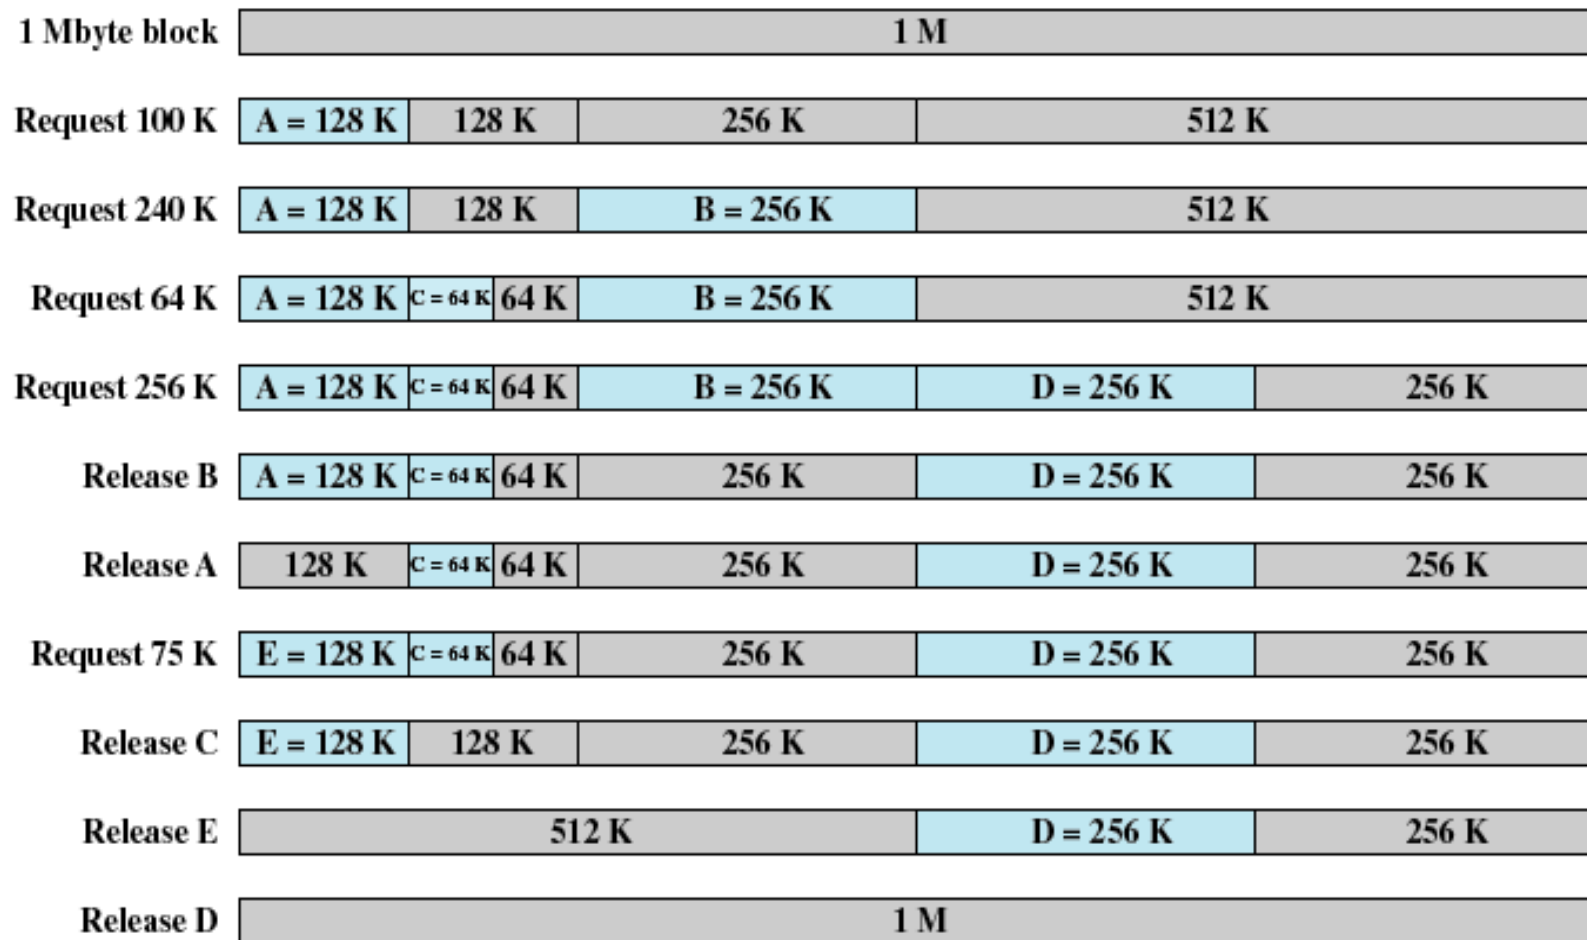 1 Mbyte block 1 M
Request 100 K A = 128 K 128 K 256 K 512 K
Request 240 K A = 128 K 128 K B = 256 K 512 K
Request 64 K A = 128 K C = 64 K 64 K B = 256 K 512 K
Request 256 K A = 128 K C = 64 K 64 K B = 256 K D = 256 K 256 K
Release B A = 128 K C = 64 K 64 K 256 K D = 256 K 256 K
Release A 128 K C = 64 K 64 K 256 K D = 256 K 256 K
Request 75 K E = 128 K C = 64 K 64 K 256 K D = 256 K 256 K
Release C E = 128 K 128 K 256 K D = 256 K 256 K
Release E 512 K D = 256 K 256 K
Release D 1 M